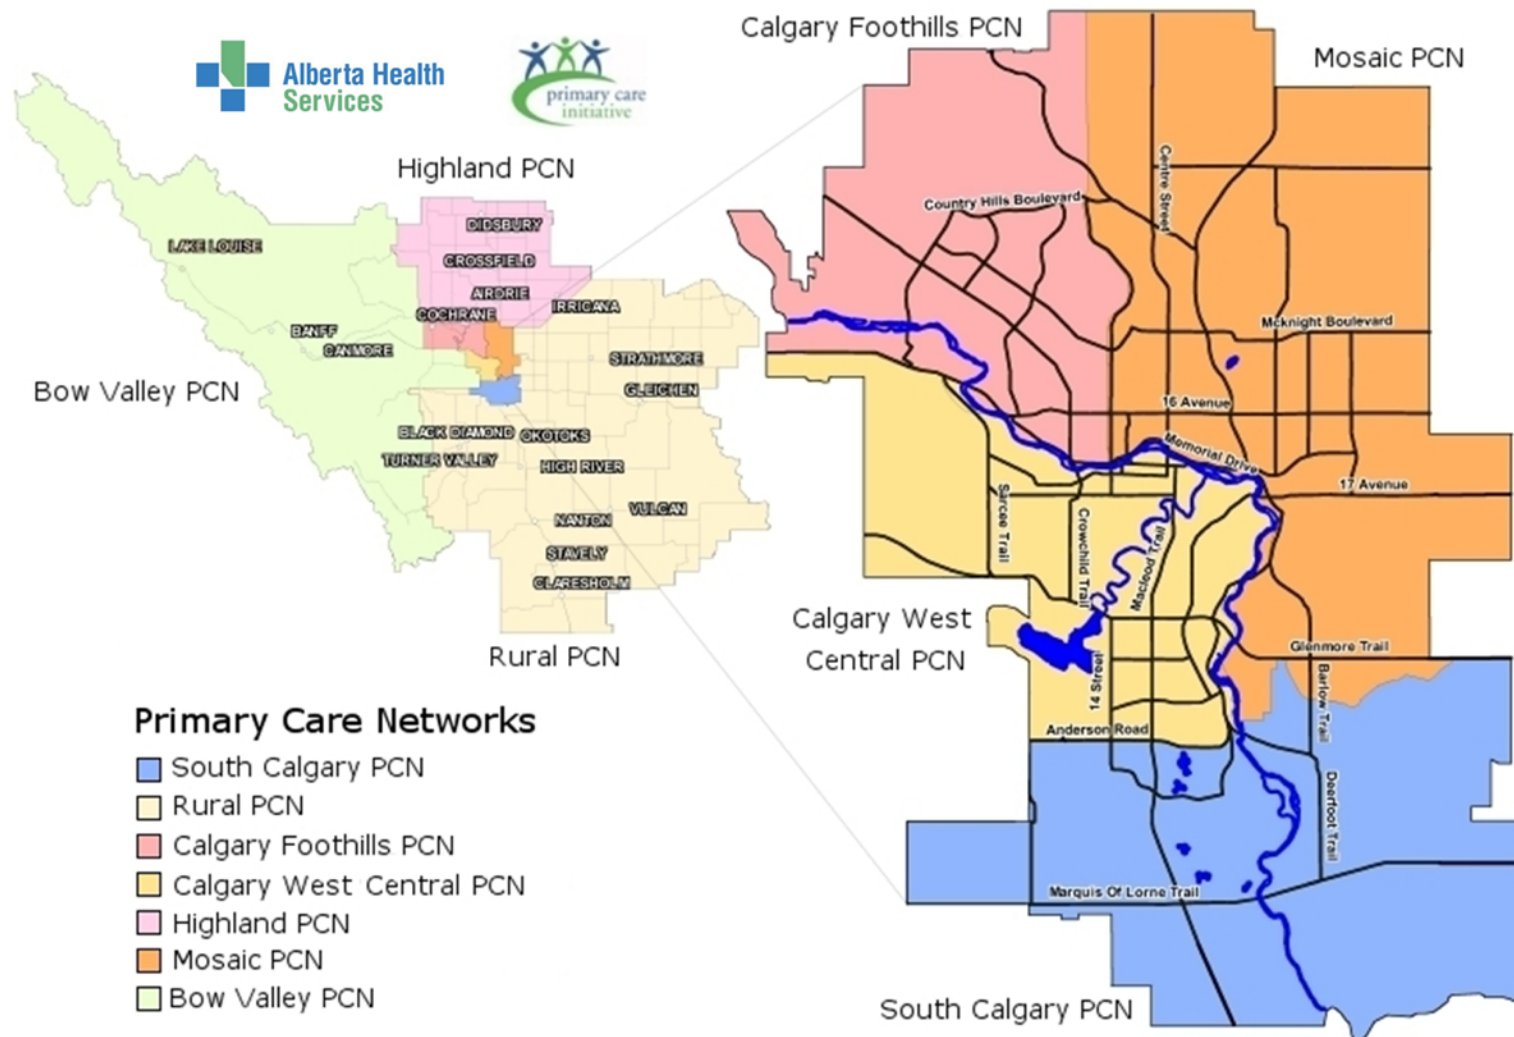 Calgary Foothills PCN
Mosaic PCN
Alberta Health
Services
primary care
initiative
Highland PCN
DIDSBURY
LAKE LOUISE
CROSSFIELD
AIRDRIE
IRRICANA
COCHRANE
BANFF
CANMORE
STRATHMORE
Bow Valley PCN
GLEICHEN
BLACK DIAMOND
OKOTOKS
TURNER VALLEY
HIGH RIVER
VULCAN
NANTON
STAVELY
CLARESHOLM
Rural PCN
Country Hills Boulevard
Centre Street
Mcknight Boulevard
16 Avenue
Memorial Drive
17 Avenue
Sarcee Trail
Crowchild Trail
Macleod Trail
Calgary West
Central PCN
Glenmore Trail
14 Street
Barlow Trail
Anderson Road
Deerfoot Trail
Marquis Of Lorne Trail
South Calgary PCN
Primary Care Networks
South Calgary PCN
Rural PCN
Calgary Foothills PCN
Calgary West Central PCN
Highland PCN
Mosaic PCN
Bow Valley PCN